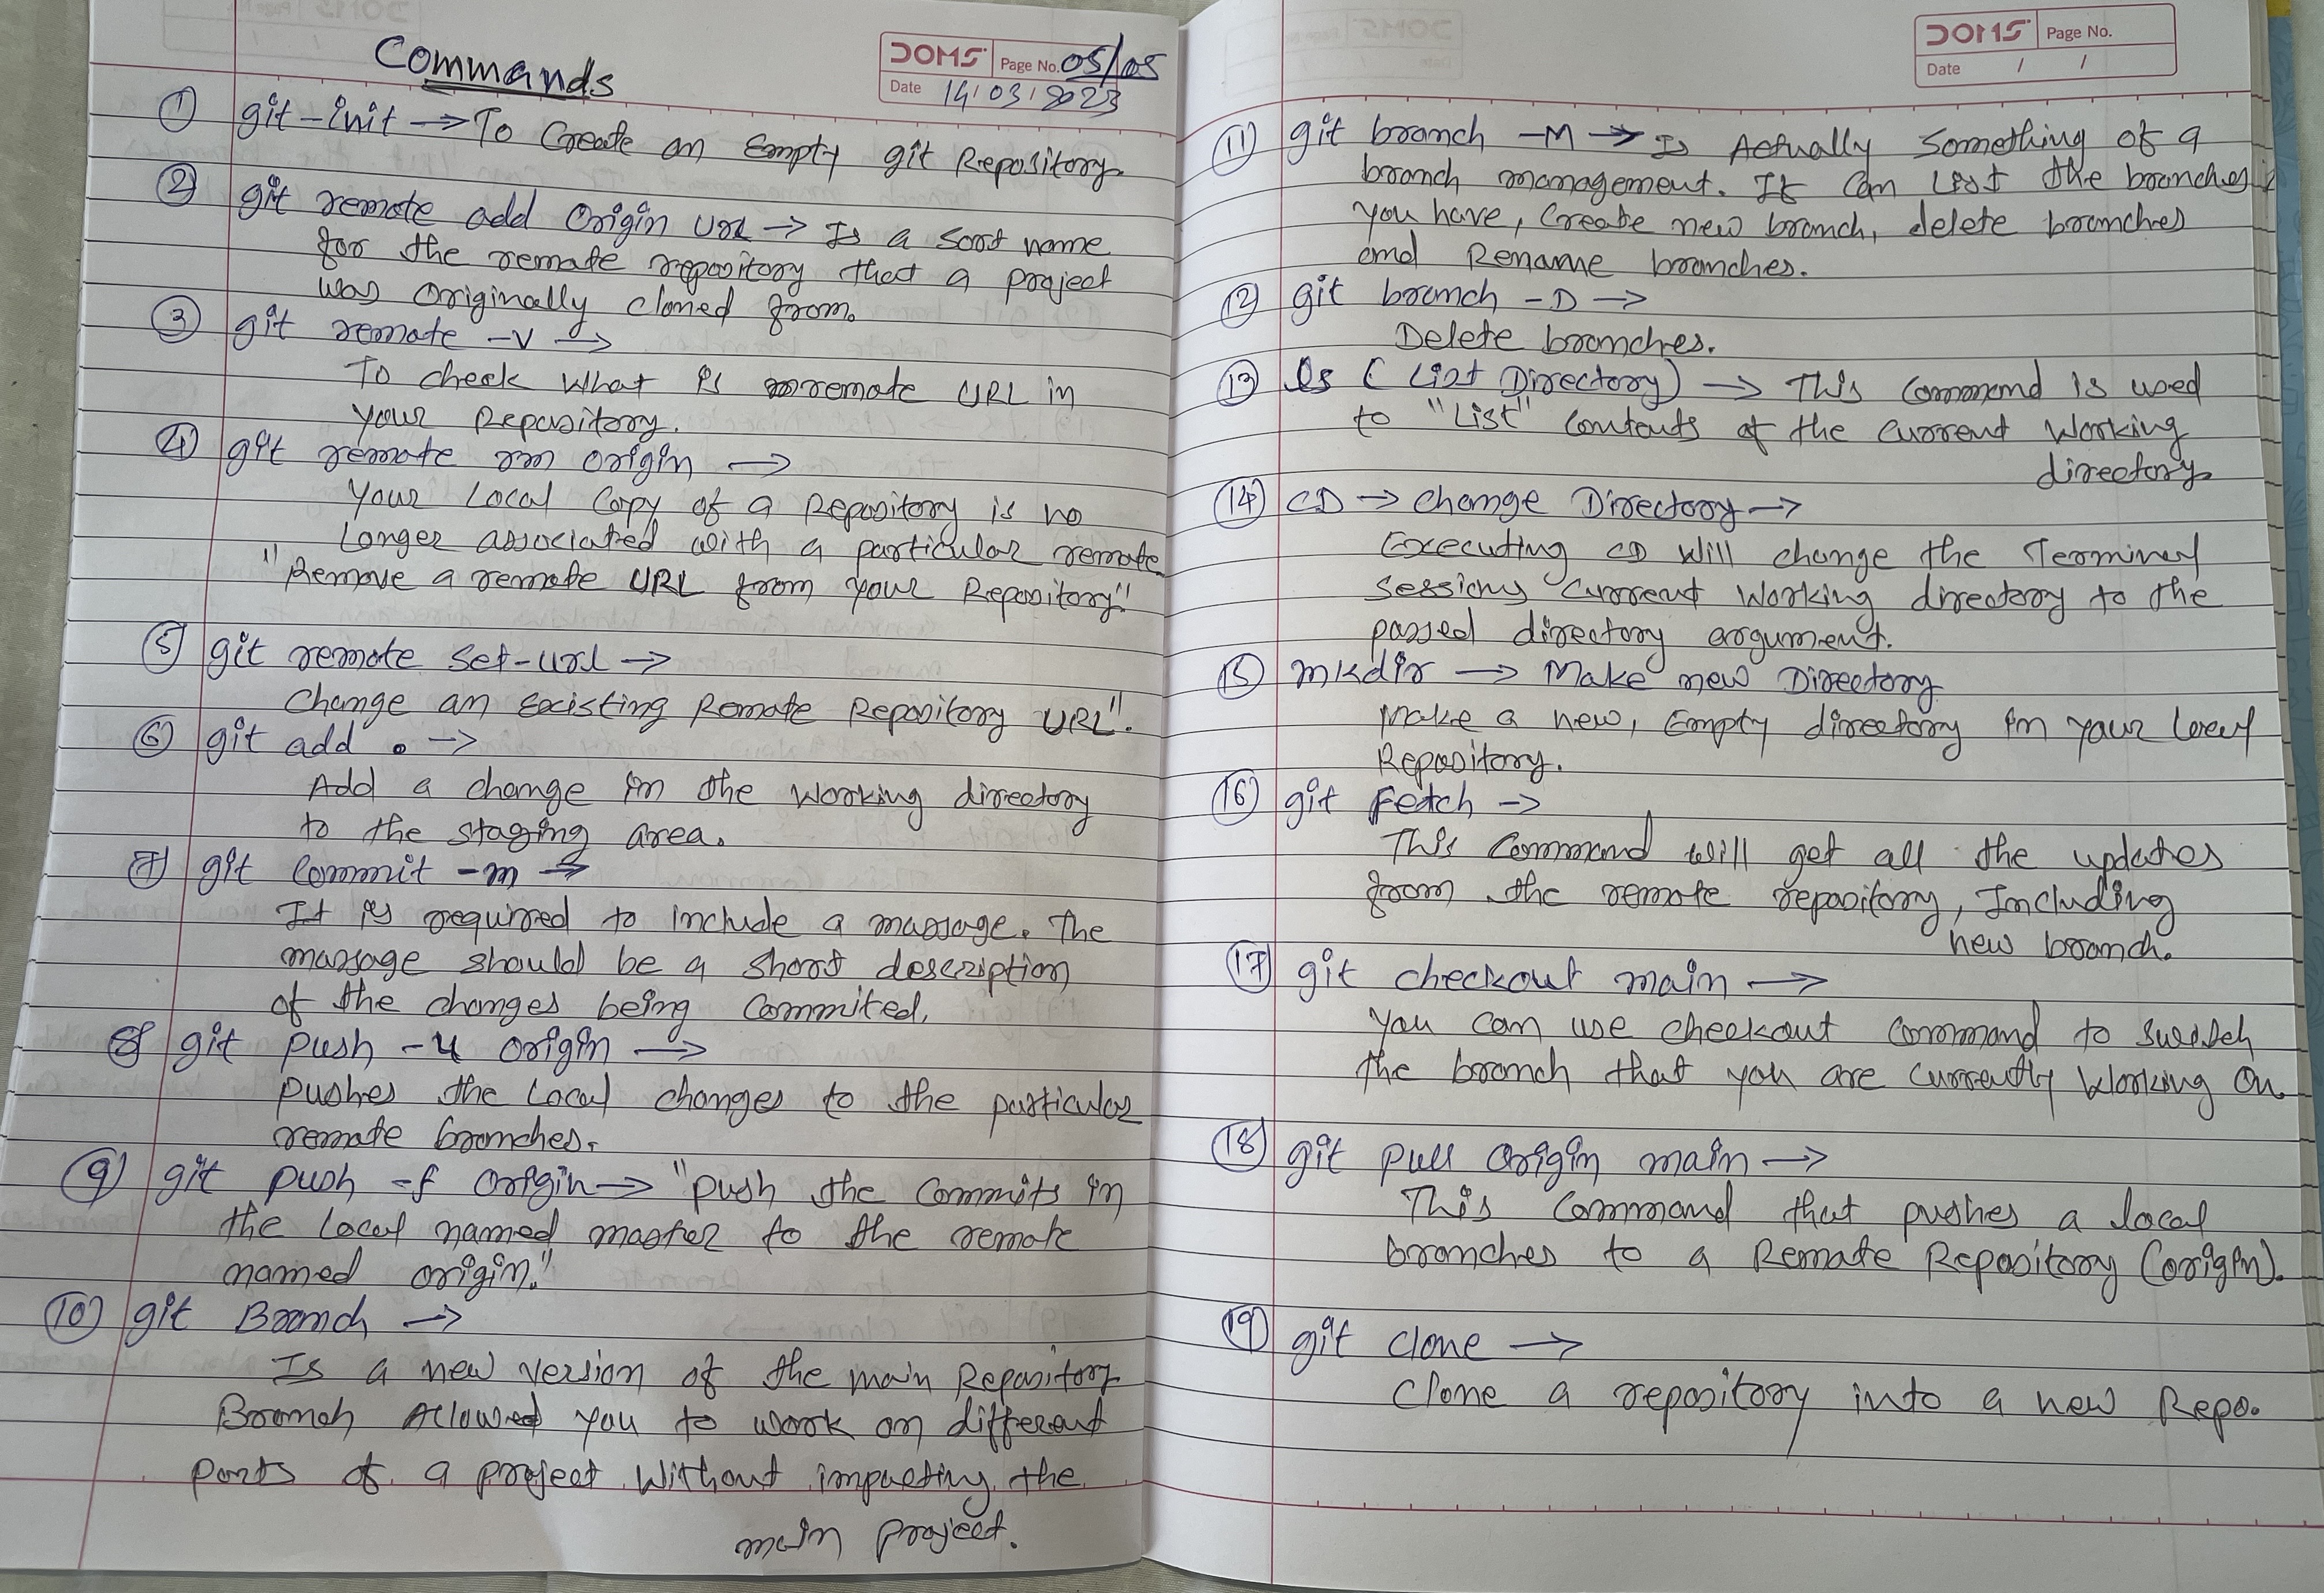 Commands
DOMS Page No. 05/05
Date 14/03/2023
① git-init → To Create an Empty git Repository
② git remote add Origin URL → Is a sort name
for the remote repository that a project
was Originally cloned from.
③ git remote -v →
To check what is remote URL in
your Repository.
④ git remote rm origin →
Your Local Copy of a Repository is no
Longer associated with a particular remote
"Remove a remote URL from your Repository"
⑤ git remote set-url →
Change an Existing Remote Repository URL".
⑥ git add . →
Add a change in the working directory
to the staging area.
⑦ git commit -m →
It is required to include a massage. The
massage should be a short description
of the changes being Commited.
⑧ git push -u origin →
Pushes the Local changes to the particular
remote branches.
⑨ git push -f origin → "Push the Commits in
the Local named master to the remote
named origin."
⑩ git Branch →
Is a new version of the main Repository
Branch Allowed you to work on different
parts of a project without impacting the
main project.
DOMS Page No.
Date / /
⑪ git branch -M → Is Actually Something of a
branch management. It Can List the branches
you have, Create new branch, delete branches
and Rename branches.
⑫ git branch -D →
Delete branches.
⑬ ls (List Directory) → This Command is used
to "List" Contents of the Current Working
directory
⑭ CD → change Directory →
Executing CD will change the Terminal
sessions current working directory to the
passed directory argument.
⑮ mkdir → Make new Directory
Make a new, Empty directory in your Local
Repository.
⑯ git Fetch →
This Command will get all the updates
from the remote repository, Including
new branch.
⑰ git checkout main →
You can use checkout Command to switch
the branch that you are currently Working On.
⑱ git pull Origin main →
This Command that pushes a local
branches to a Remote Repository (origin).
⑲ git clone →
Clone a repository into a new Repo.